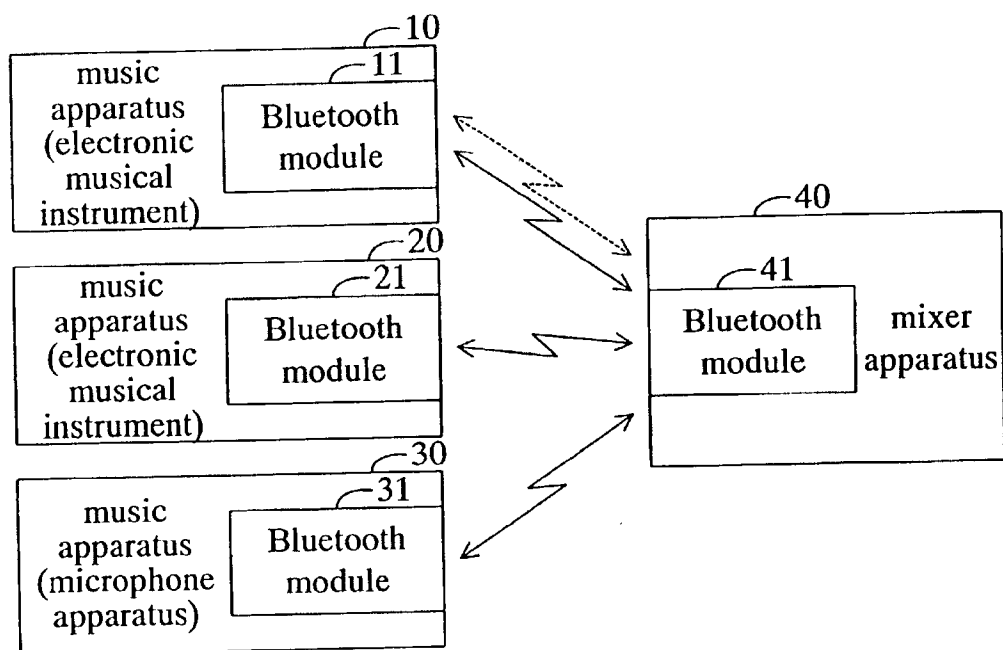 10
music
apparatus
(electronic
musical
instrument)
11
Bluetooth
module
20
music
apparatus
(electronic
musical
instrument)
21
Bluetooth
module
30
music
apparatus
(microphone
apparatus)
31
Bluetooth
module
40
41
Bluetooth
module
mixer
apparatus